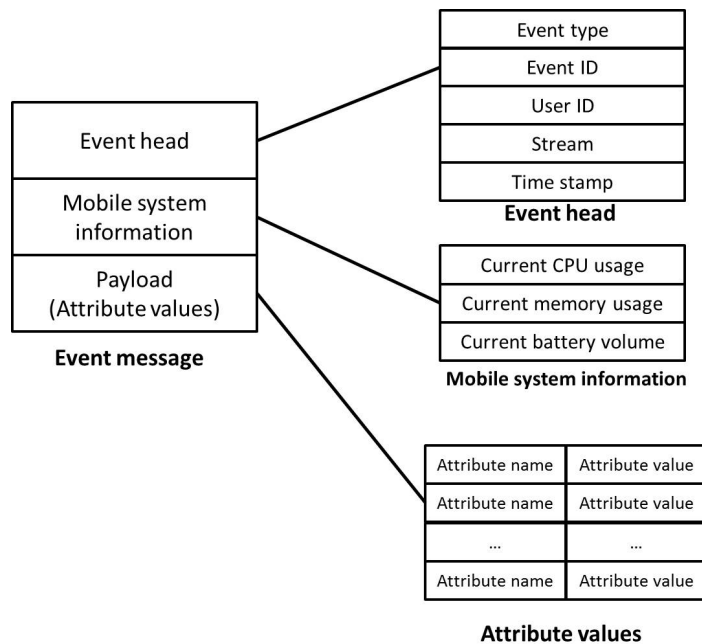 Event head
Mobile system
information
Payload
(Attribute values)
Event message
Event type
Event ID
User ID
Stream
Time stamp
Event head
Current CPU usage
Current memory usage
Current battery volume
Mobile system information
Attribute name Attribute value
Attribute name Attribute value
... ...
Attribute name Attribute value
Attribute values